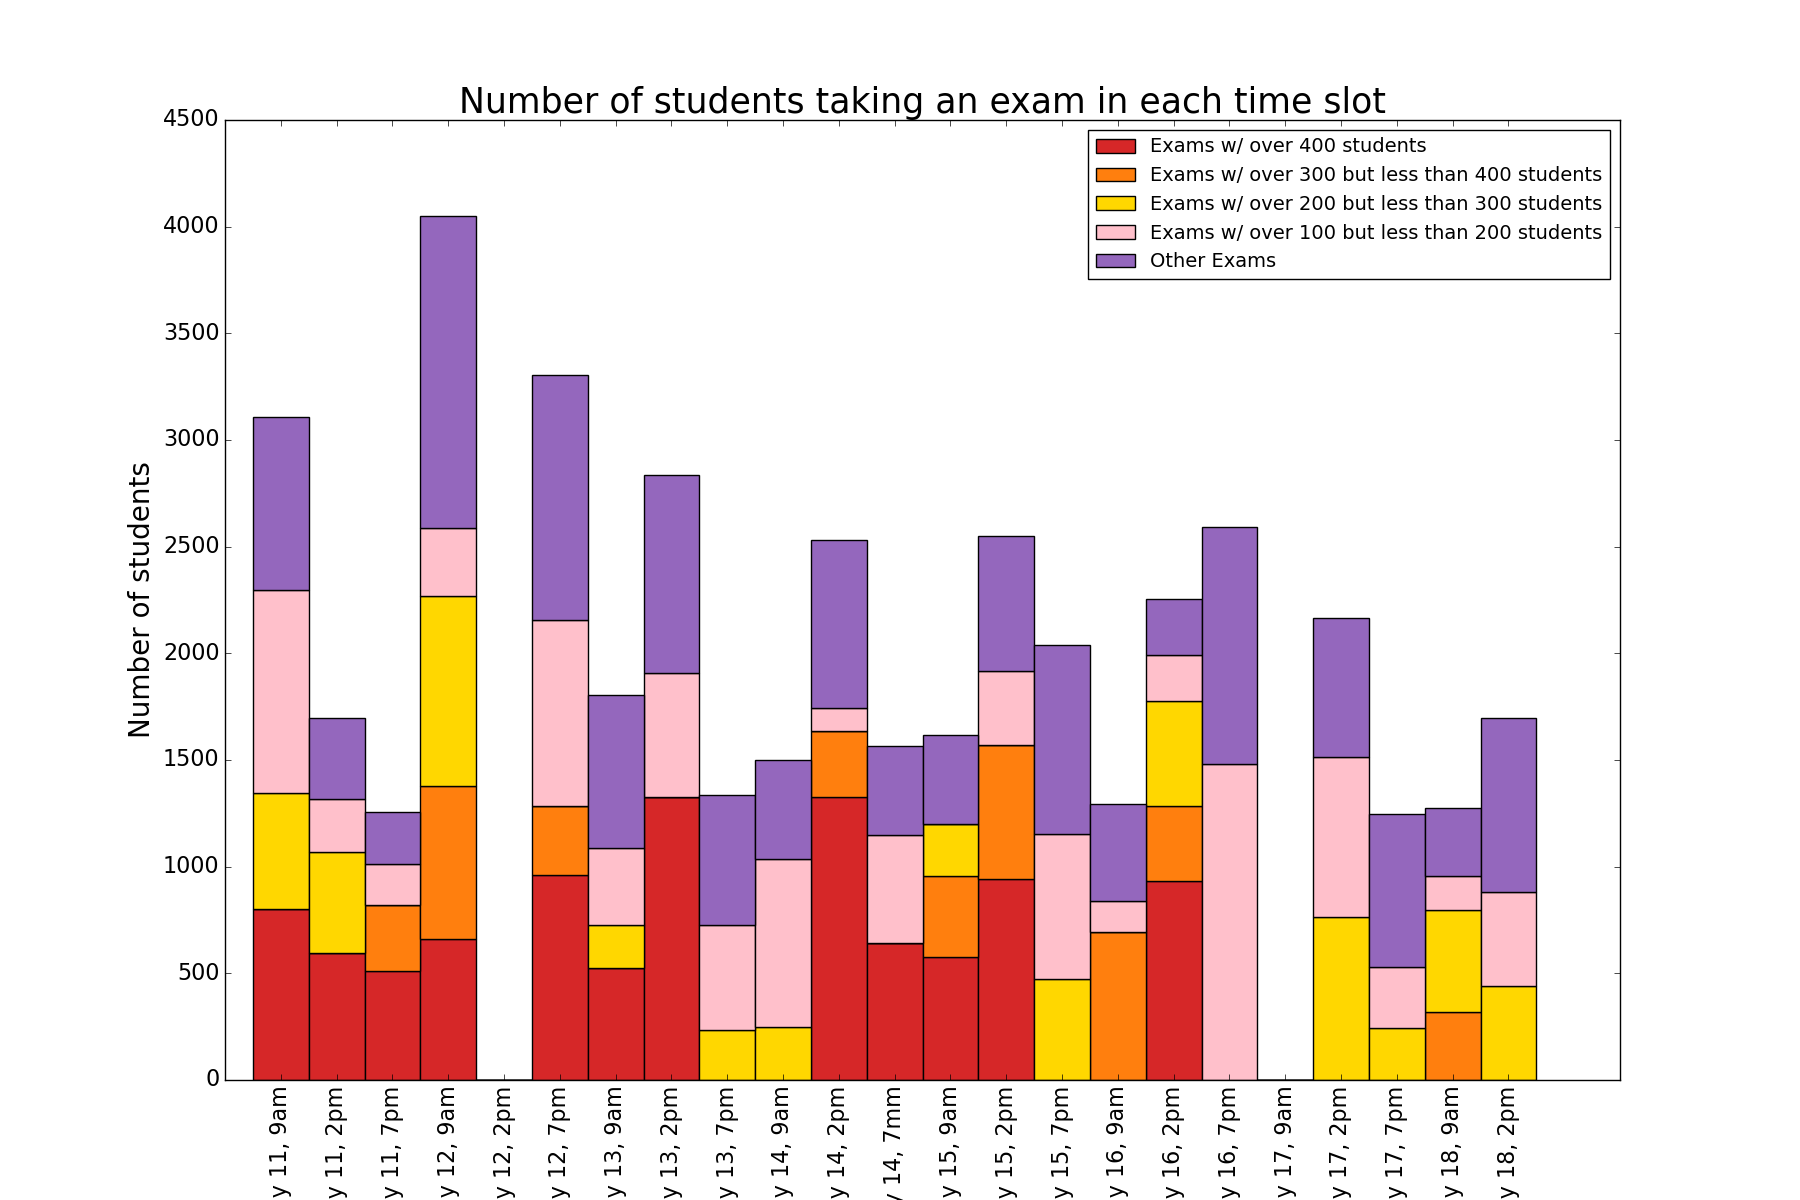 Number of students taking an exam in each time slot
Exams w/ over 400 students
Exams w/ over 300 but less than 400 students
Exams w/ over 200 but less than 300 students
Exams w/ over 100 but less than 200 students
Other Exams
Number of students
4500
4000
3500
3000
2500
2000
1500
1000
500
0
y 11, 9am
y 11, 2pm
y 11, 7pm
y 12, 9am
y 12, 2pm
y 12, 7pm
y 13, 9am
y 13, 2pm
y 13, 7pm
y 14, 9am
y 14, 2pm
y 14, 7mm
y 15, 9am
y 15, 2pm
y 15, 7pm
y 16, 9am
y 16, 2pm
y 16, 7pm
y 17, 9am
y 17, 2pm
y 17, 7pm
y 18, 9am
y 18, 2pm